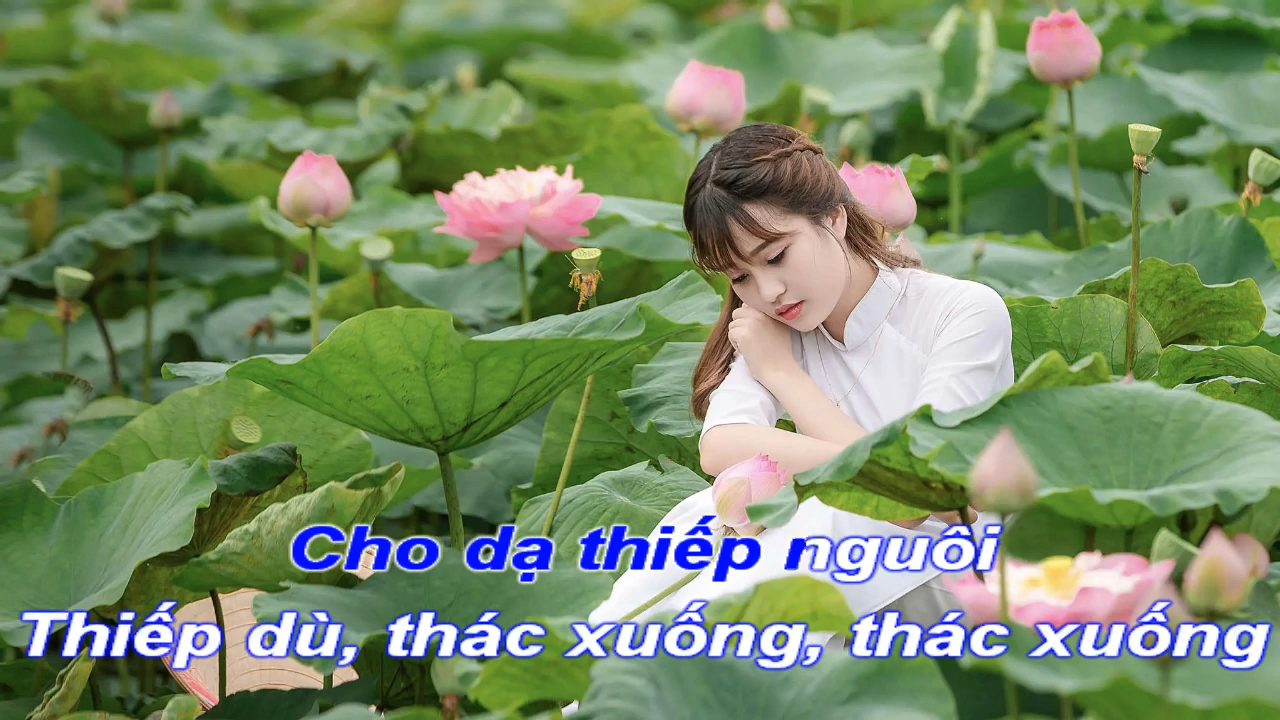 Cho dạ thiếp nguôi
Thiếp dù, thác xuống, thác xuống